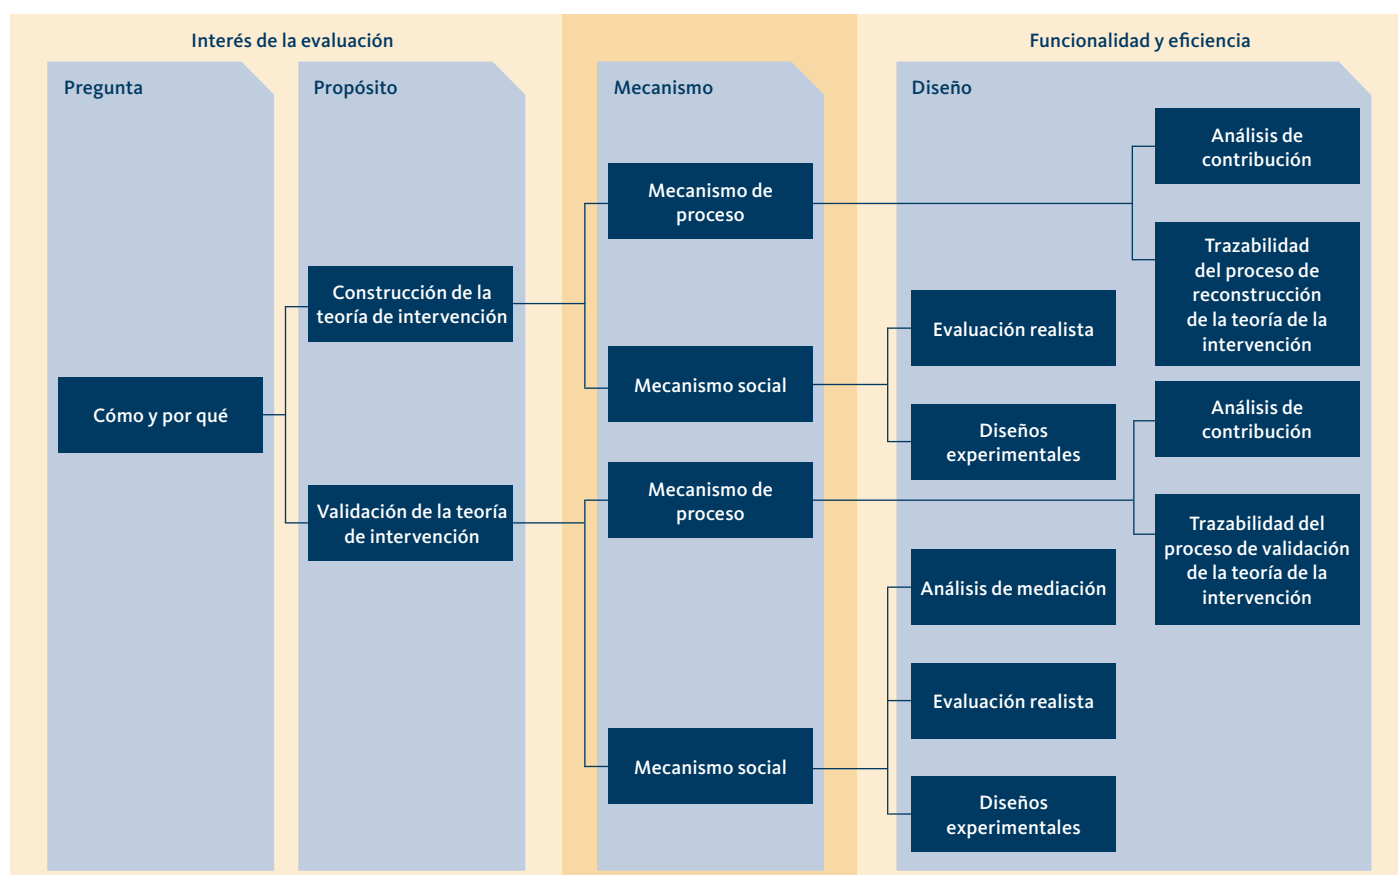 Interés de la evaluación
Funcionalidad y eficiencia
Pregunta
Propósito
Mecanismo
Diseño
Cómo y por qué
Construcción de la
teoría de intervención
Validación de la teoría
de intervención
Mecanismo de
proceso
Mecanismo social
Mecanismo de
proceso
Mecanismo social
Análisis de
contribución
Trazabilidad
del proceso de
reconstrucción
de la teoría de la
intervención
Evaluación realista
Diseños
experimentales
Análisis de
contribución
Trazabilidad del
proceso de validación
de la teoría de la
intervención
Análisis de mediación
Evaluación realista
Diseños
experimentales